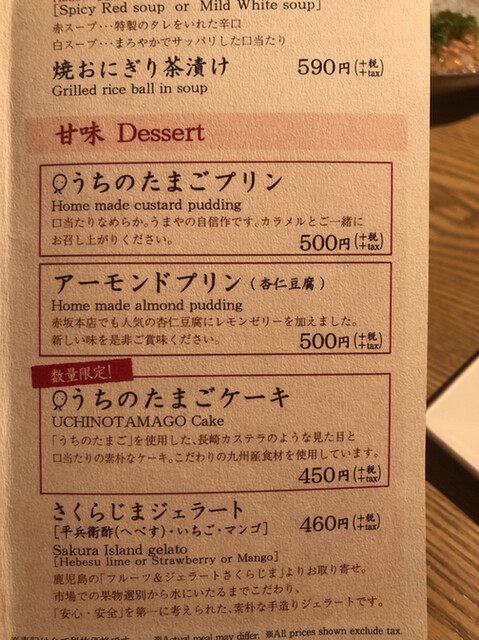 [Spicy Red soup or Mild White soup]
赤スープ･･･特製のタレをいれた辛口
白スープ･･･まろやかでサッパリした口当たり
焼おにぎり茶漬け 590円(+税 +tax)
Grilled rice ball in soup
甘味 Dessert
うちのたまごプリン
Home made custard pudding
口当たりなめらか。うまやの自信作です。カラメルとご一緒に
お召し上がりください。 500円(+税 +tax)
アーモンドプリン(杏仁豆腐)
Home made almond pudding
赤坂本店でも人気の杏仁豆腐にレモンゼリーを加えました。
新しい味を是非ご賞味ください。 500円(+税 +tax)
数量限定!
うちのたまごケーキ
UCHINOTAMAGO Cake
「うちのたまご」を使用した、長崎カステラのような見た目と
口当たりの素朴なケーキ。こだわりの九州産食材を使用しています。
450円(+税 +tax)
さくらじまジェラート
[平兵衛酢(へべす)・いちご・マンゴ] 460円(+税 +tax)
Sakura Island gelato
[Hebesu lime or Strawberry or Mango]
鹿児島の「フルーツ&ジェラートさくらじま」よりお取り寄せ。
市場での果物選別から水にいたるまでこだわり、
「安心・安全」を第一に考えられた、素朴な手造りジェラートです。
※Actual meal may differ. ※All prices shown exclude tax.